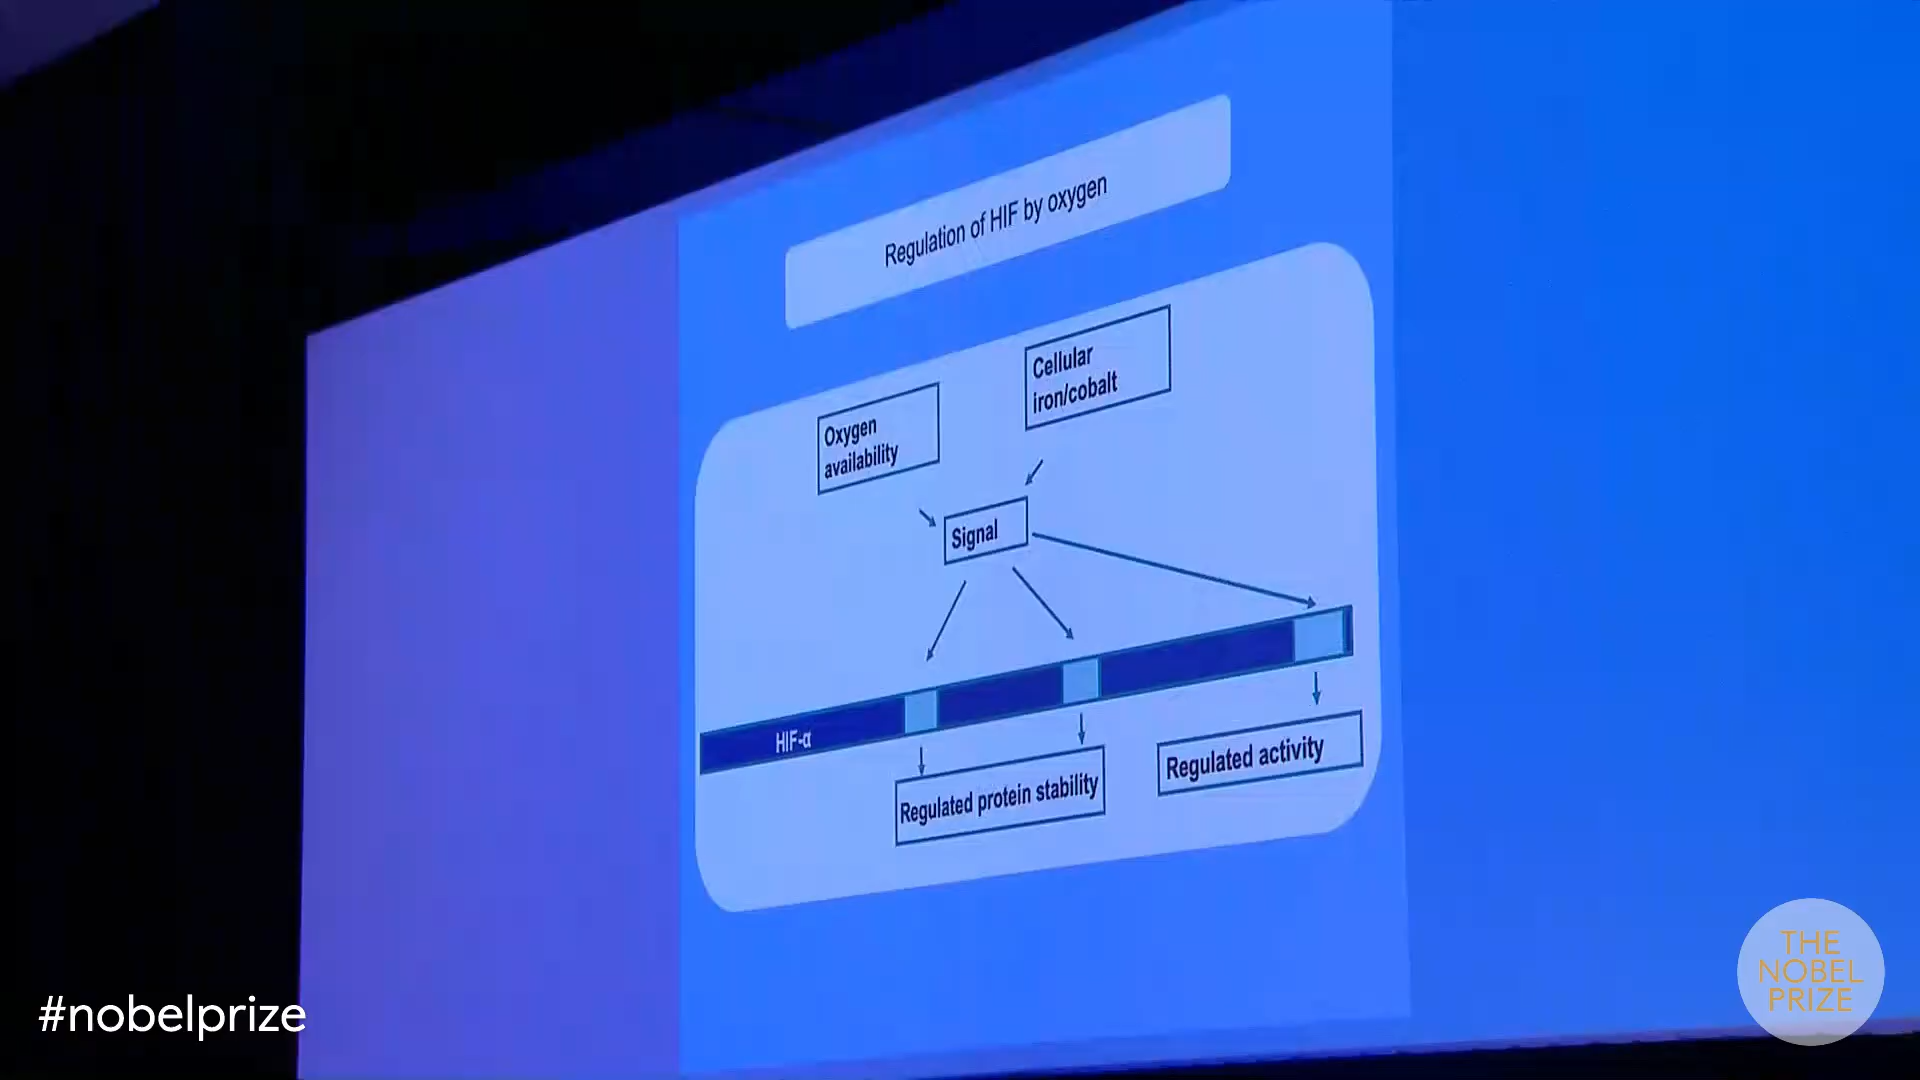 Regulation of HIF by oxygen
Cellular
iron/cobalt
Oxygen
availability
Signal
HIF-α
Regulated protein stability
Regulated activity
#nobelprize
THE
NOBEL
PRIZE